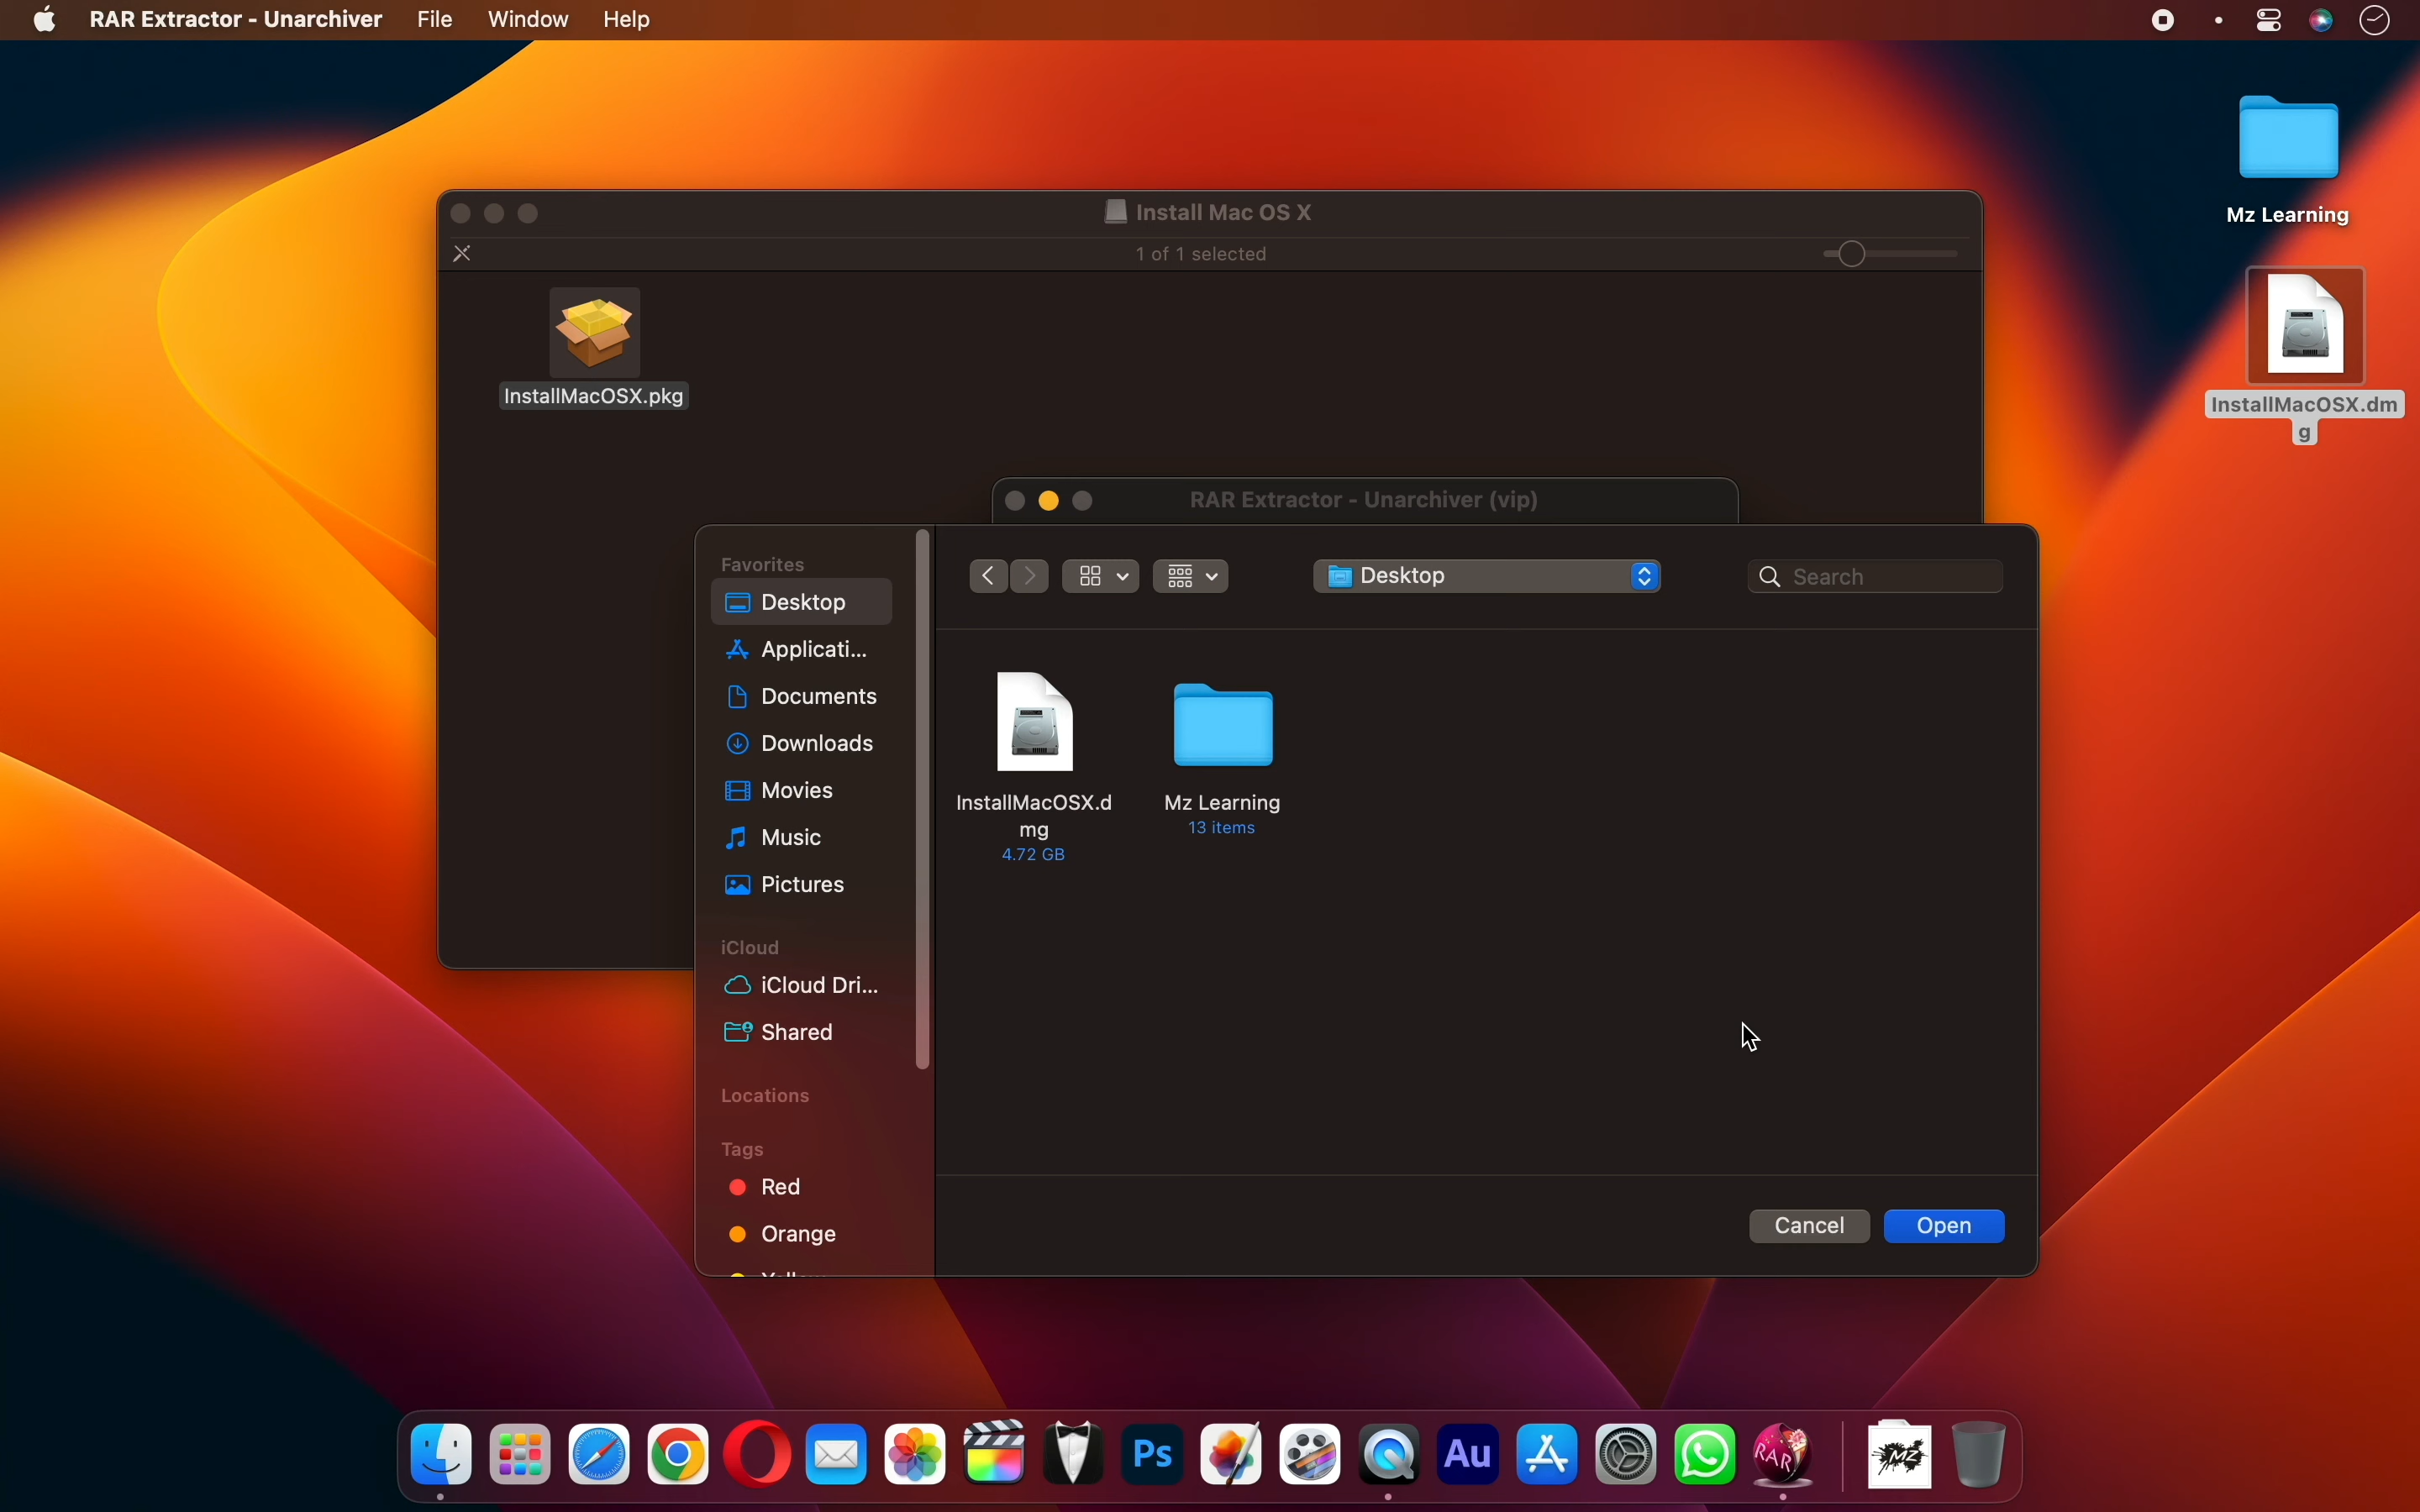 RAR Extractor - Unarchiver File Window Help
Mz Learning
InstallMacOSX.dm
g
Install Mac OS X
1 of 1 selected
InstallMacOSX.pkg
RAR Extractor - Unarchiver (vip)
Favorites
Desktop
Applicati...
Documents
Downloads
Movies
Music
Pictures
iCloud
iCloud Dri...
Shared
Locations
Tags
Red
Orange
Desktop
Search
InstallMacOSX.d
mg
4.72 GB
Mz Learning
13 items
Cancel Open
Ps
Au
RAR
MZ